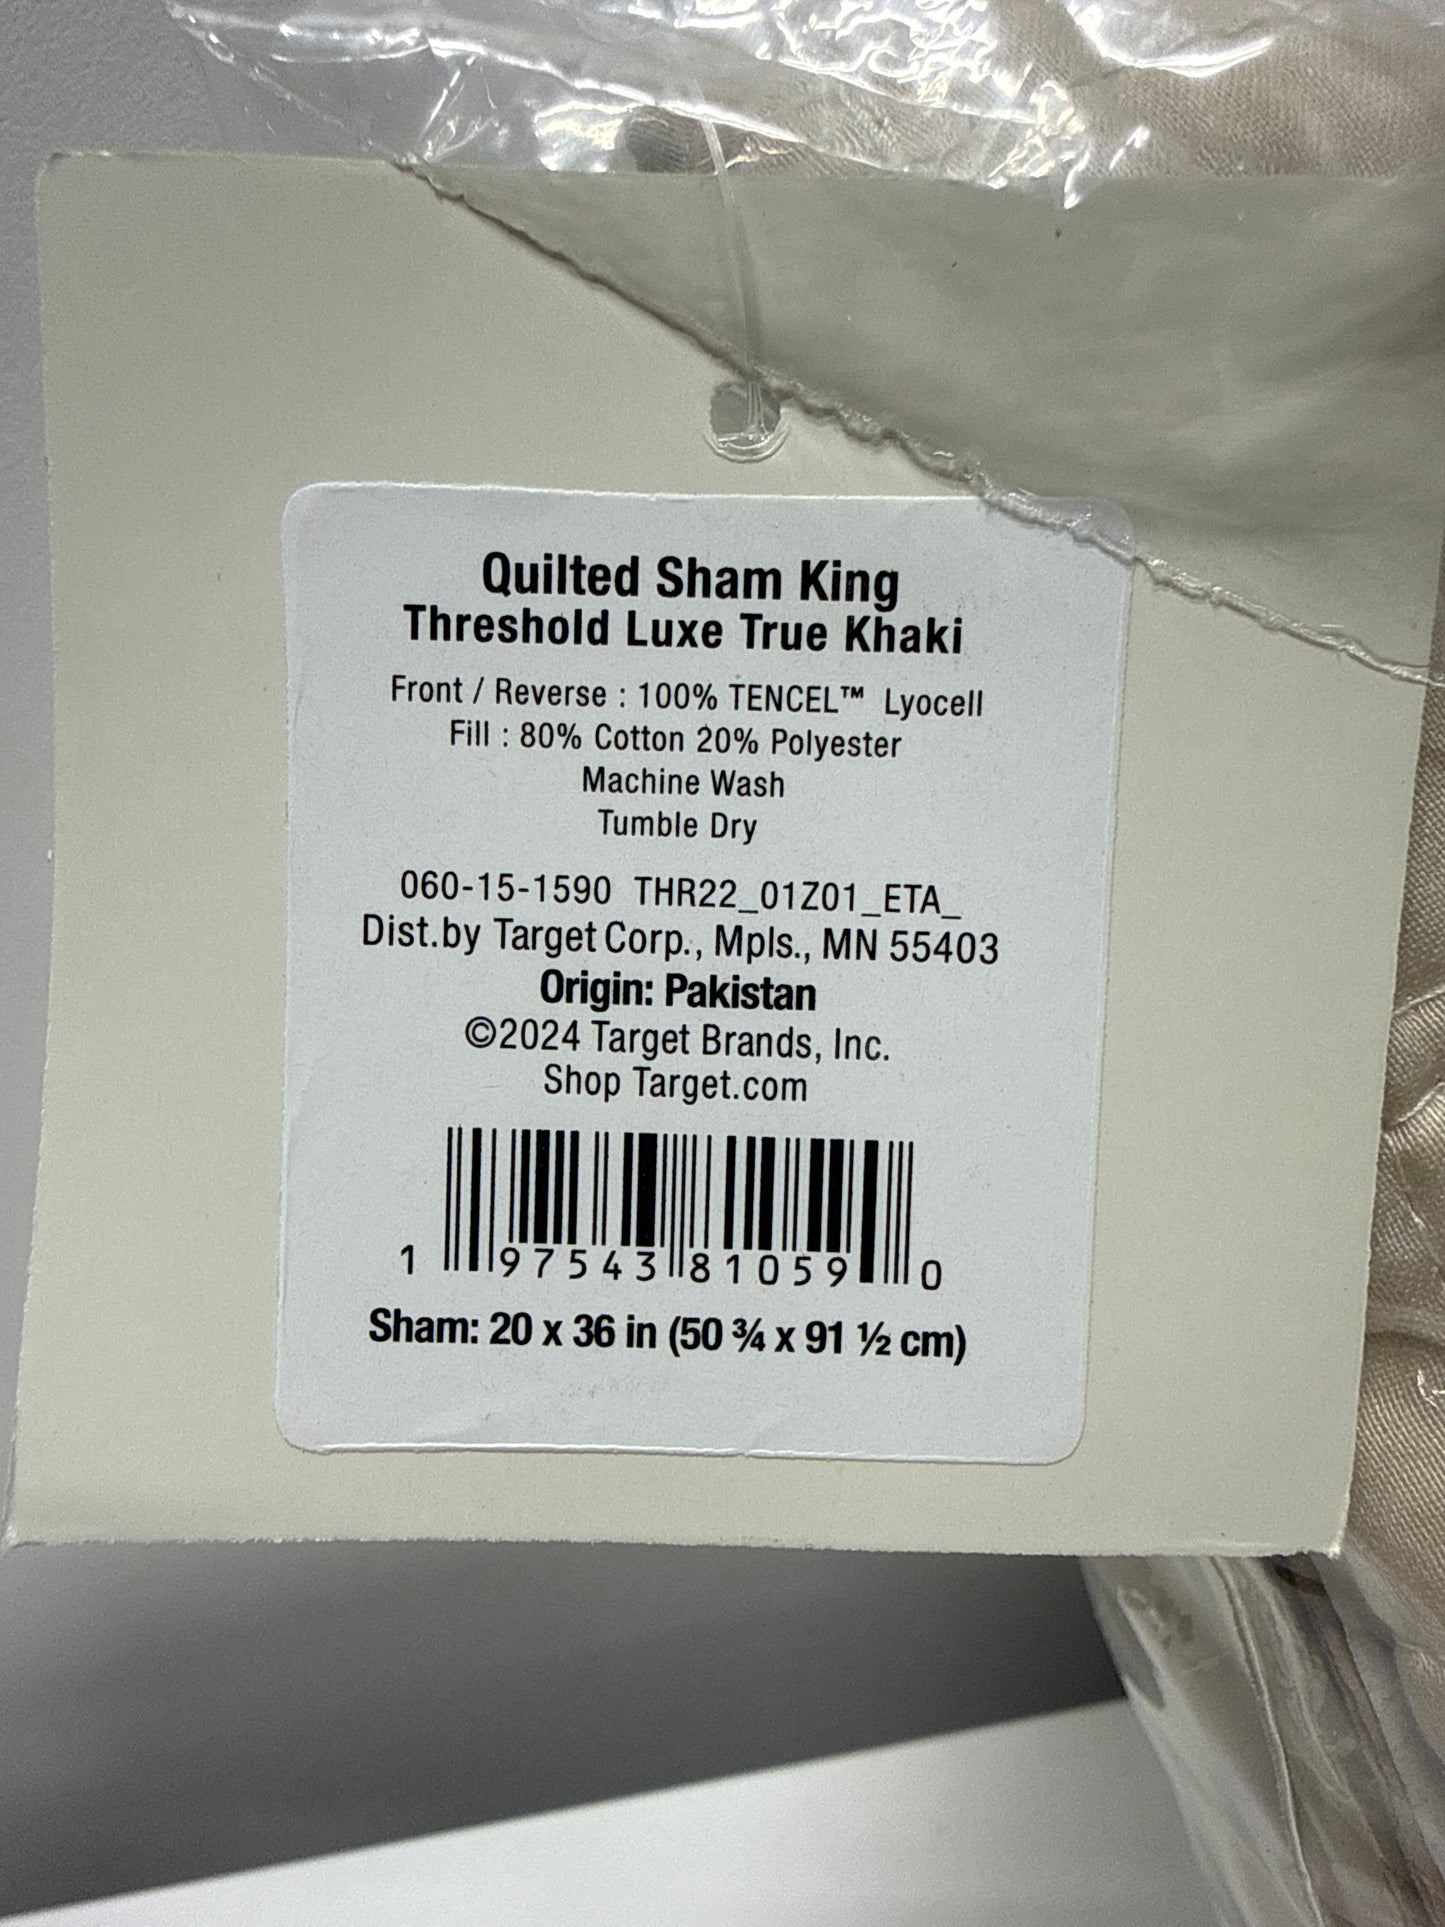 Quilted Sham King
Threshold Luxe True Khaki
Front / Reverse : 100% TENCEL™ Lyocell
Fill : 80% Cotton 20% Polyester
Machine Wash
Tumble Dry
060-15-1590 THR22_01Z01_ETA_
Dist.by Target Corp., Mpls., MN 55403
Origin: Pakistan
©2024 Target Brands, Inc.
Shop Target.com
1 97543 81059 0
Sham: 20 x 36 in (50 ¾ x 91 ½ cm)